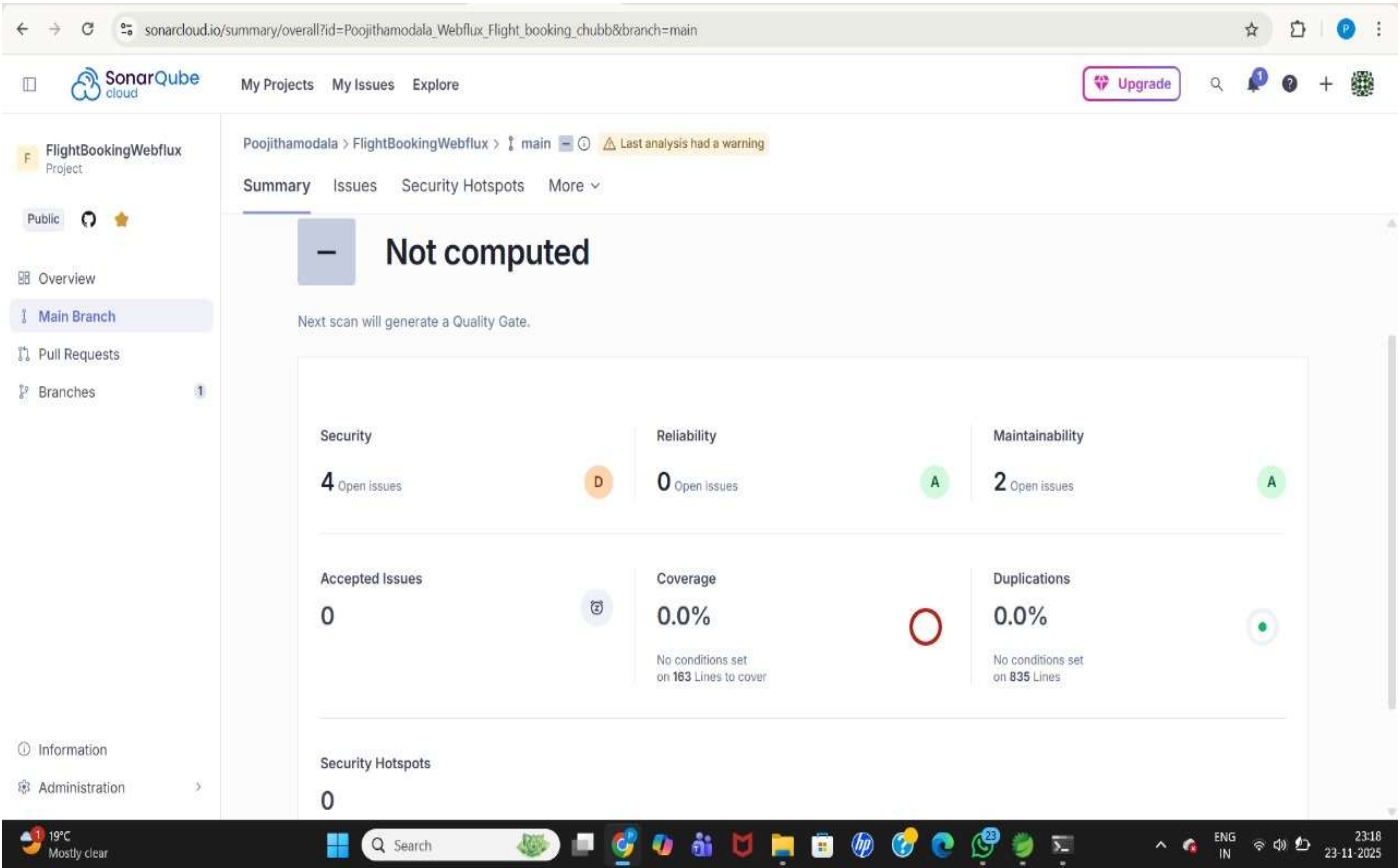 sonarcloud.io/summary/overall?id=Poojithamodala_Webflux_Flight_booking_chubb&branch=main
P
SonarQube
cloud
My Projects My Issues Explore
Upgrade
1
?
F
FlightBookingWebflux
Project
Public
Overview
Main Branch
Pull Requests
Branches 1
Information
Administration
Poojithamodala > FlightBookingWebflux > main Last analysis had a warning
Summary Issues Security Hotspots More
Not computed
Next scan will generate a Quality Gate.
Security
4 Open issues
D
Reliability
0 Open issues
A
Maintainability
2 Open issues
A
Accepted Issues
0
Coverage
0.0%
No conditions set
on 163 Lines to cover
Duplications
0.0%
No conditions set
on 835 Lines
Security Hotspots
0
1
19°C
Mostly clear
Search
hp
?
23
ENG
IN
23:18
23-11-2025